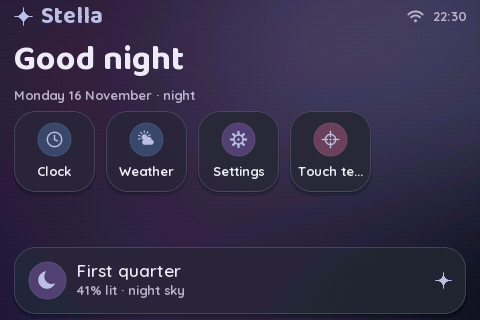 Stella
22:30
Good night
Monday 16 November · night
Clock
Weather
Settings
Touch te...
First quarter
41% lit · night sky